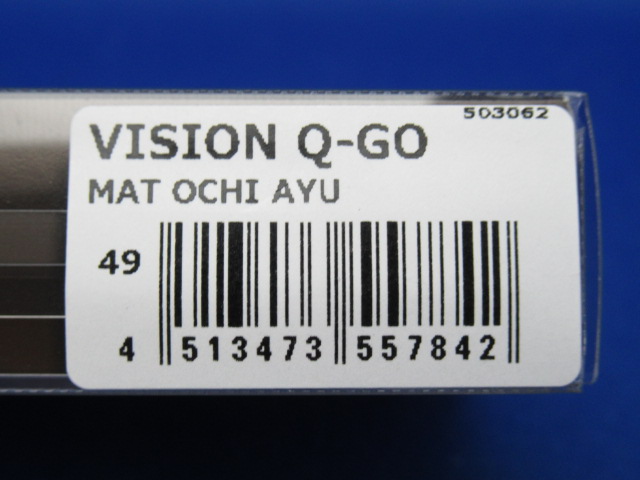 503062
VISION Q-GO
MAT OCHI AYU
49
4 513473 557842